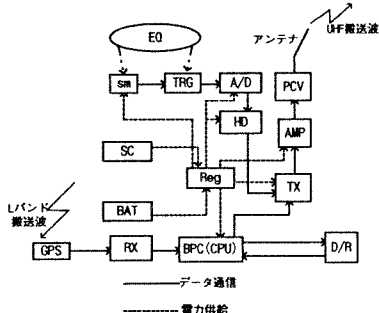 UHF搬送波
アンテナ
EQ
sm
TRG
A/D
PCV
HD
AMP
SC
Reg
TX
Lバンド
搬送波
BAT
GPS
RX
BPC(CPU)
D/R
データ通信
電力供給